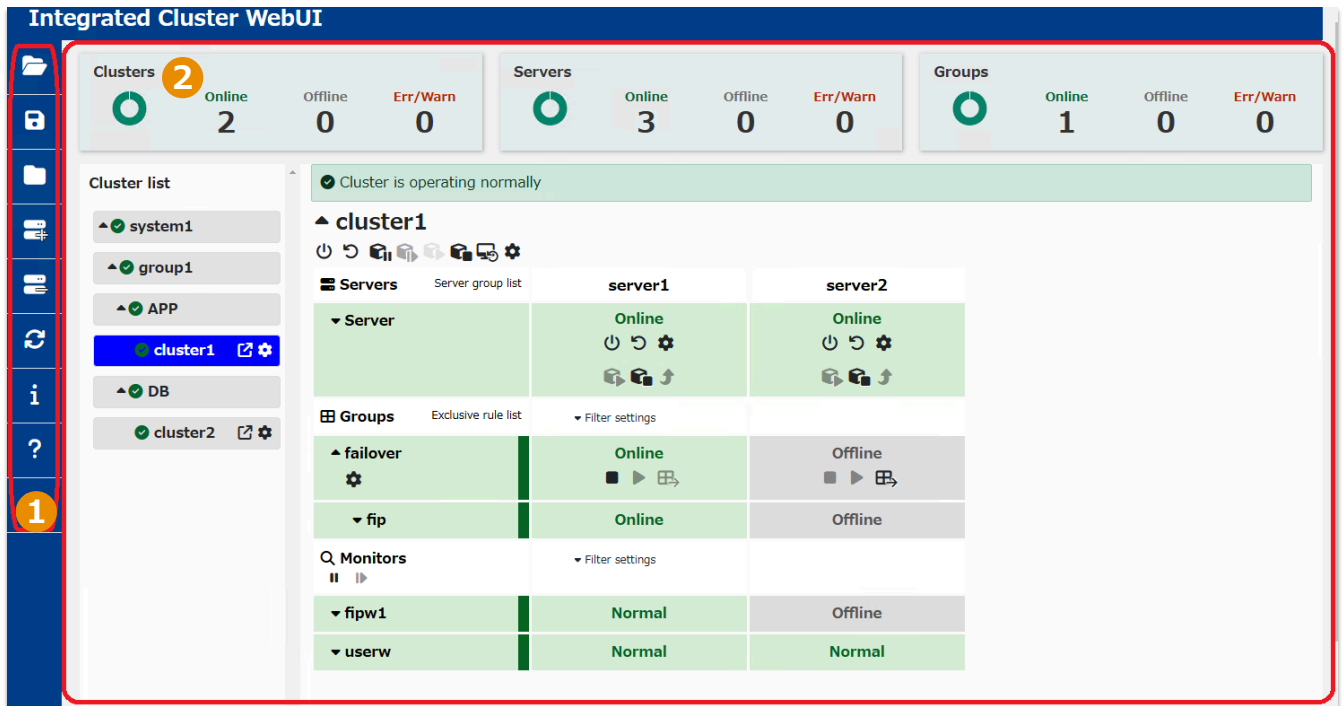 Integrated Cluster WebUI
Clusters
2
Online Offline Err/Warn
2 0 0
Servers
Online Offline Err/Warn
3 0 0
Groups
Online Offline Err/Warn
1 0 0
Cluster list
system1
group1
APP
cluster1
DB
cluster2
i
?
1
Cluster is operating normally
cluster1
Servers Server group list server1 server2
Server Online Online
Groups Exclusive rule list Filter settings
failover Online Offline
fip Online Offline
Monitors Filter settings
fipw1 Normal Offline
userw Normal Normal